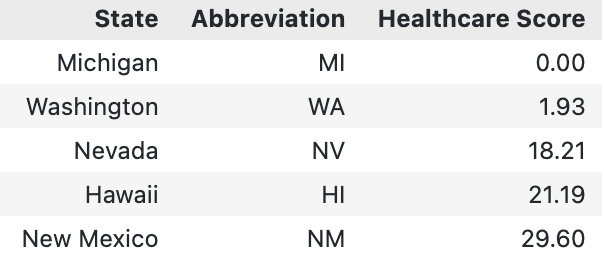 State Abbreviation Healthcare Score
Michigan MI 0.00
Washington WA 1.93
Nevada NV 18.21
Hawaii HI 21.19
New Mexico NM 29.60